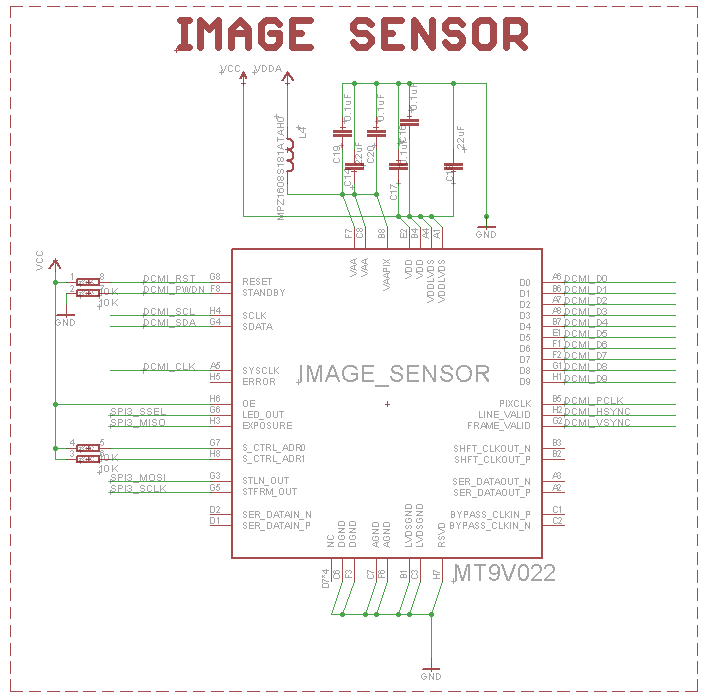 IMAGE SENSOR
VCC VDDA
0.1uF 0.1uF
MPZ1608S181ATAH0 L4
C19 22uF C20 C16 0.1uF 22uF
C14 C17
GND
F7 C8 B8 E2 B4 A4 A1
VAA VAA VAAPIX VDD VDD VDDLVDS VDDLVDS
VCC
1 8 DCMI_RST G8 RESET
2 10K DCMI_PWDN F8 STANDBY
10K
GND
DCMI_SCL H4 SCLK
DCMI_SDA G4 SDATA
DCMI_CLK A5 SYSCLK
H5 ERROR
H6 OE
SPI3_SSEL G6 LED_OUT
SPI3_MISO H3 EXPOSURE
4 5 G7 S_CTRL_ADR0
3 10K H8 S_CTRL_ADR1
10K
SPI3_MOSI G3 STLN_OUT
SPI3_SCLK G5 STFRM_OUT
D2 SER_DATAIN_N
D1 SER_DATAIN_P
IMAGE_SENSOR
D0 A6 DCMI_D0
D1 B6 DCMI_D1
D2 A7 DCMI_D2
D3 A8 DCMI_D3
D4 B7 DCMI_D4
D5 E1 DCMI_D5
D6 F1 DCMI_D6
D7 F2 DCMI_D7
D8 G1 DCMI_D8
D9 H1 DCMI_D9
PIXCLK B5 DCMI_PCLK
LINE_VALID H2 DCMI_HSYNC
FRAME_VALID G2 DCMI_VSYNC
SHFT_CLKOUT_N B3
SHFT_CLKOUT_P B2
SER_DATAOUT_N A3
SER_DATAOUT_P A2
BYPASS_CLKIN_P C1
BYPASS_CLKIN_N C2
NC DGND DGND AGND AGND LVDSGND LVDSGND RSVD
D7*4 C6 F3 C7 F6 B1 C3 H7
MT9V022
GND